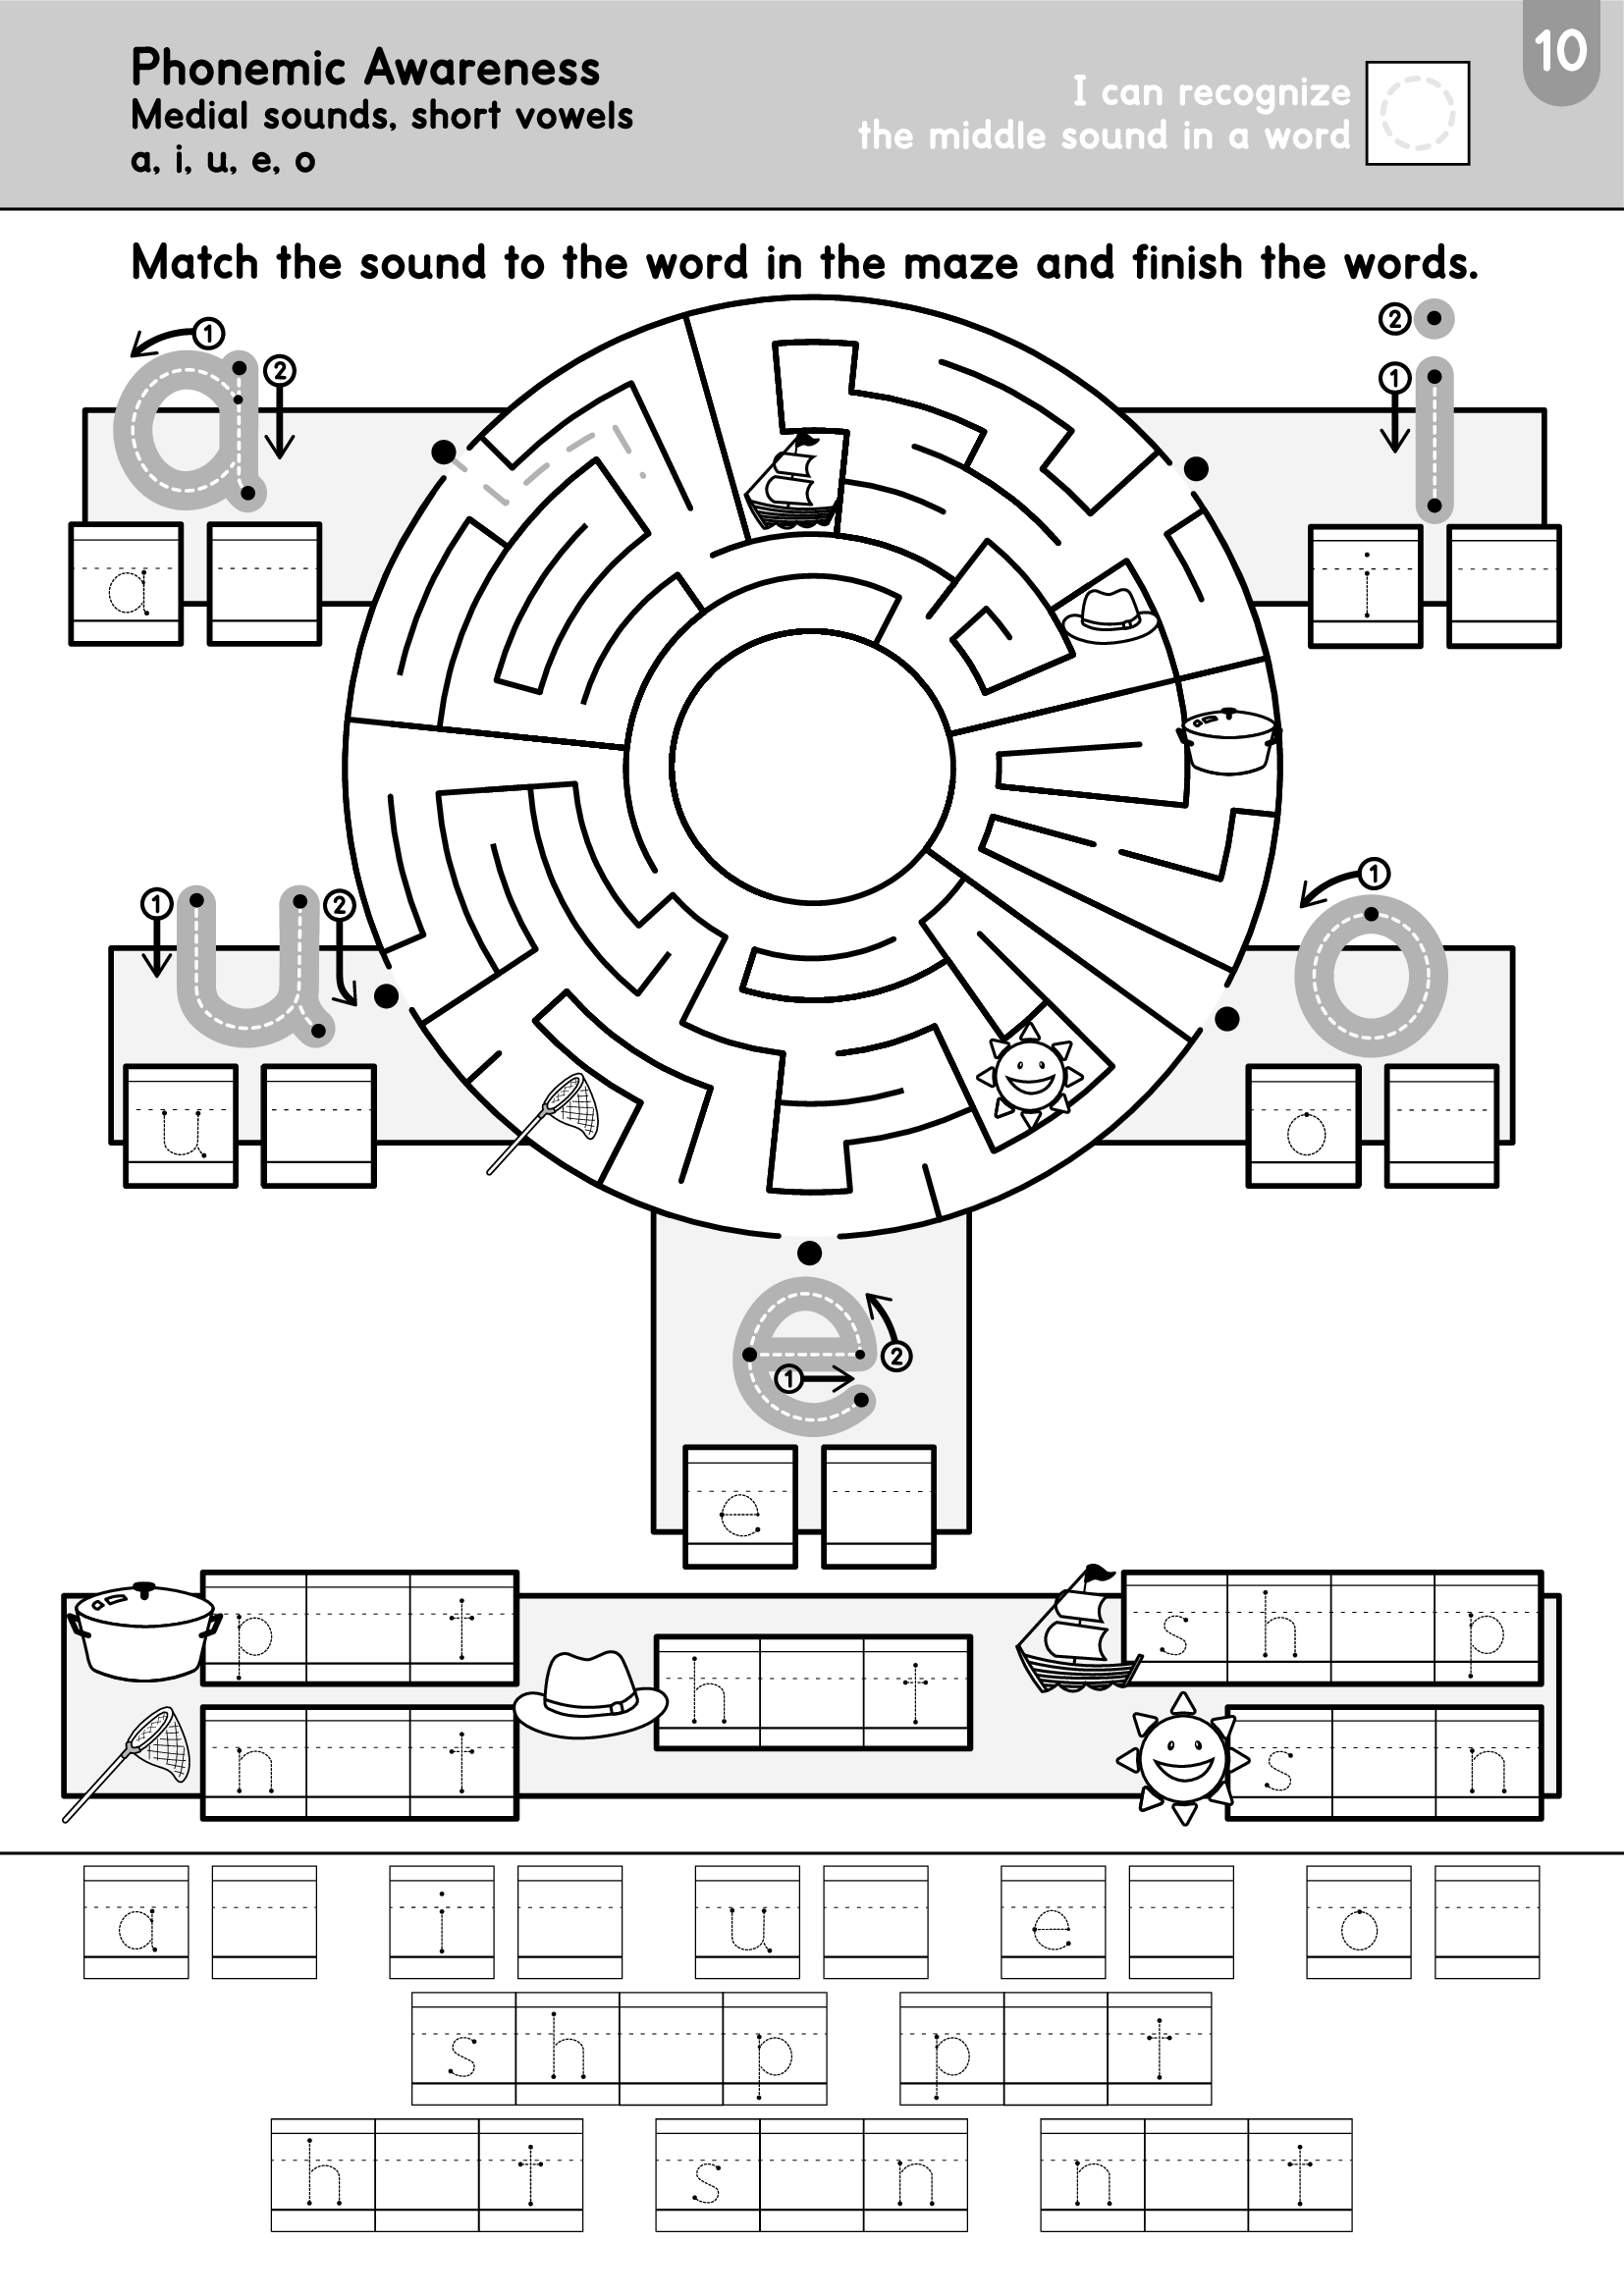 10
Phonemic Awareness
Medial sounds, short vowels
a, i, u, e, o
I can recognize
the middle sound in a word
Match the sound to the word in the maze and finish the words.
1 2 a
2 1 i
a
i
1 2 u
1 o
u
o
e 1 2
e
p t
s h p
h t
n t
s n
a i u e o
s h p p t
h t s n n t